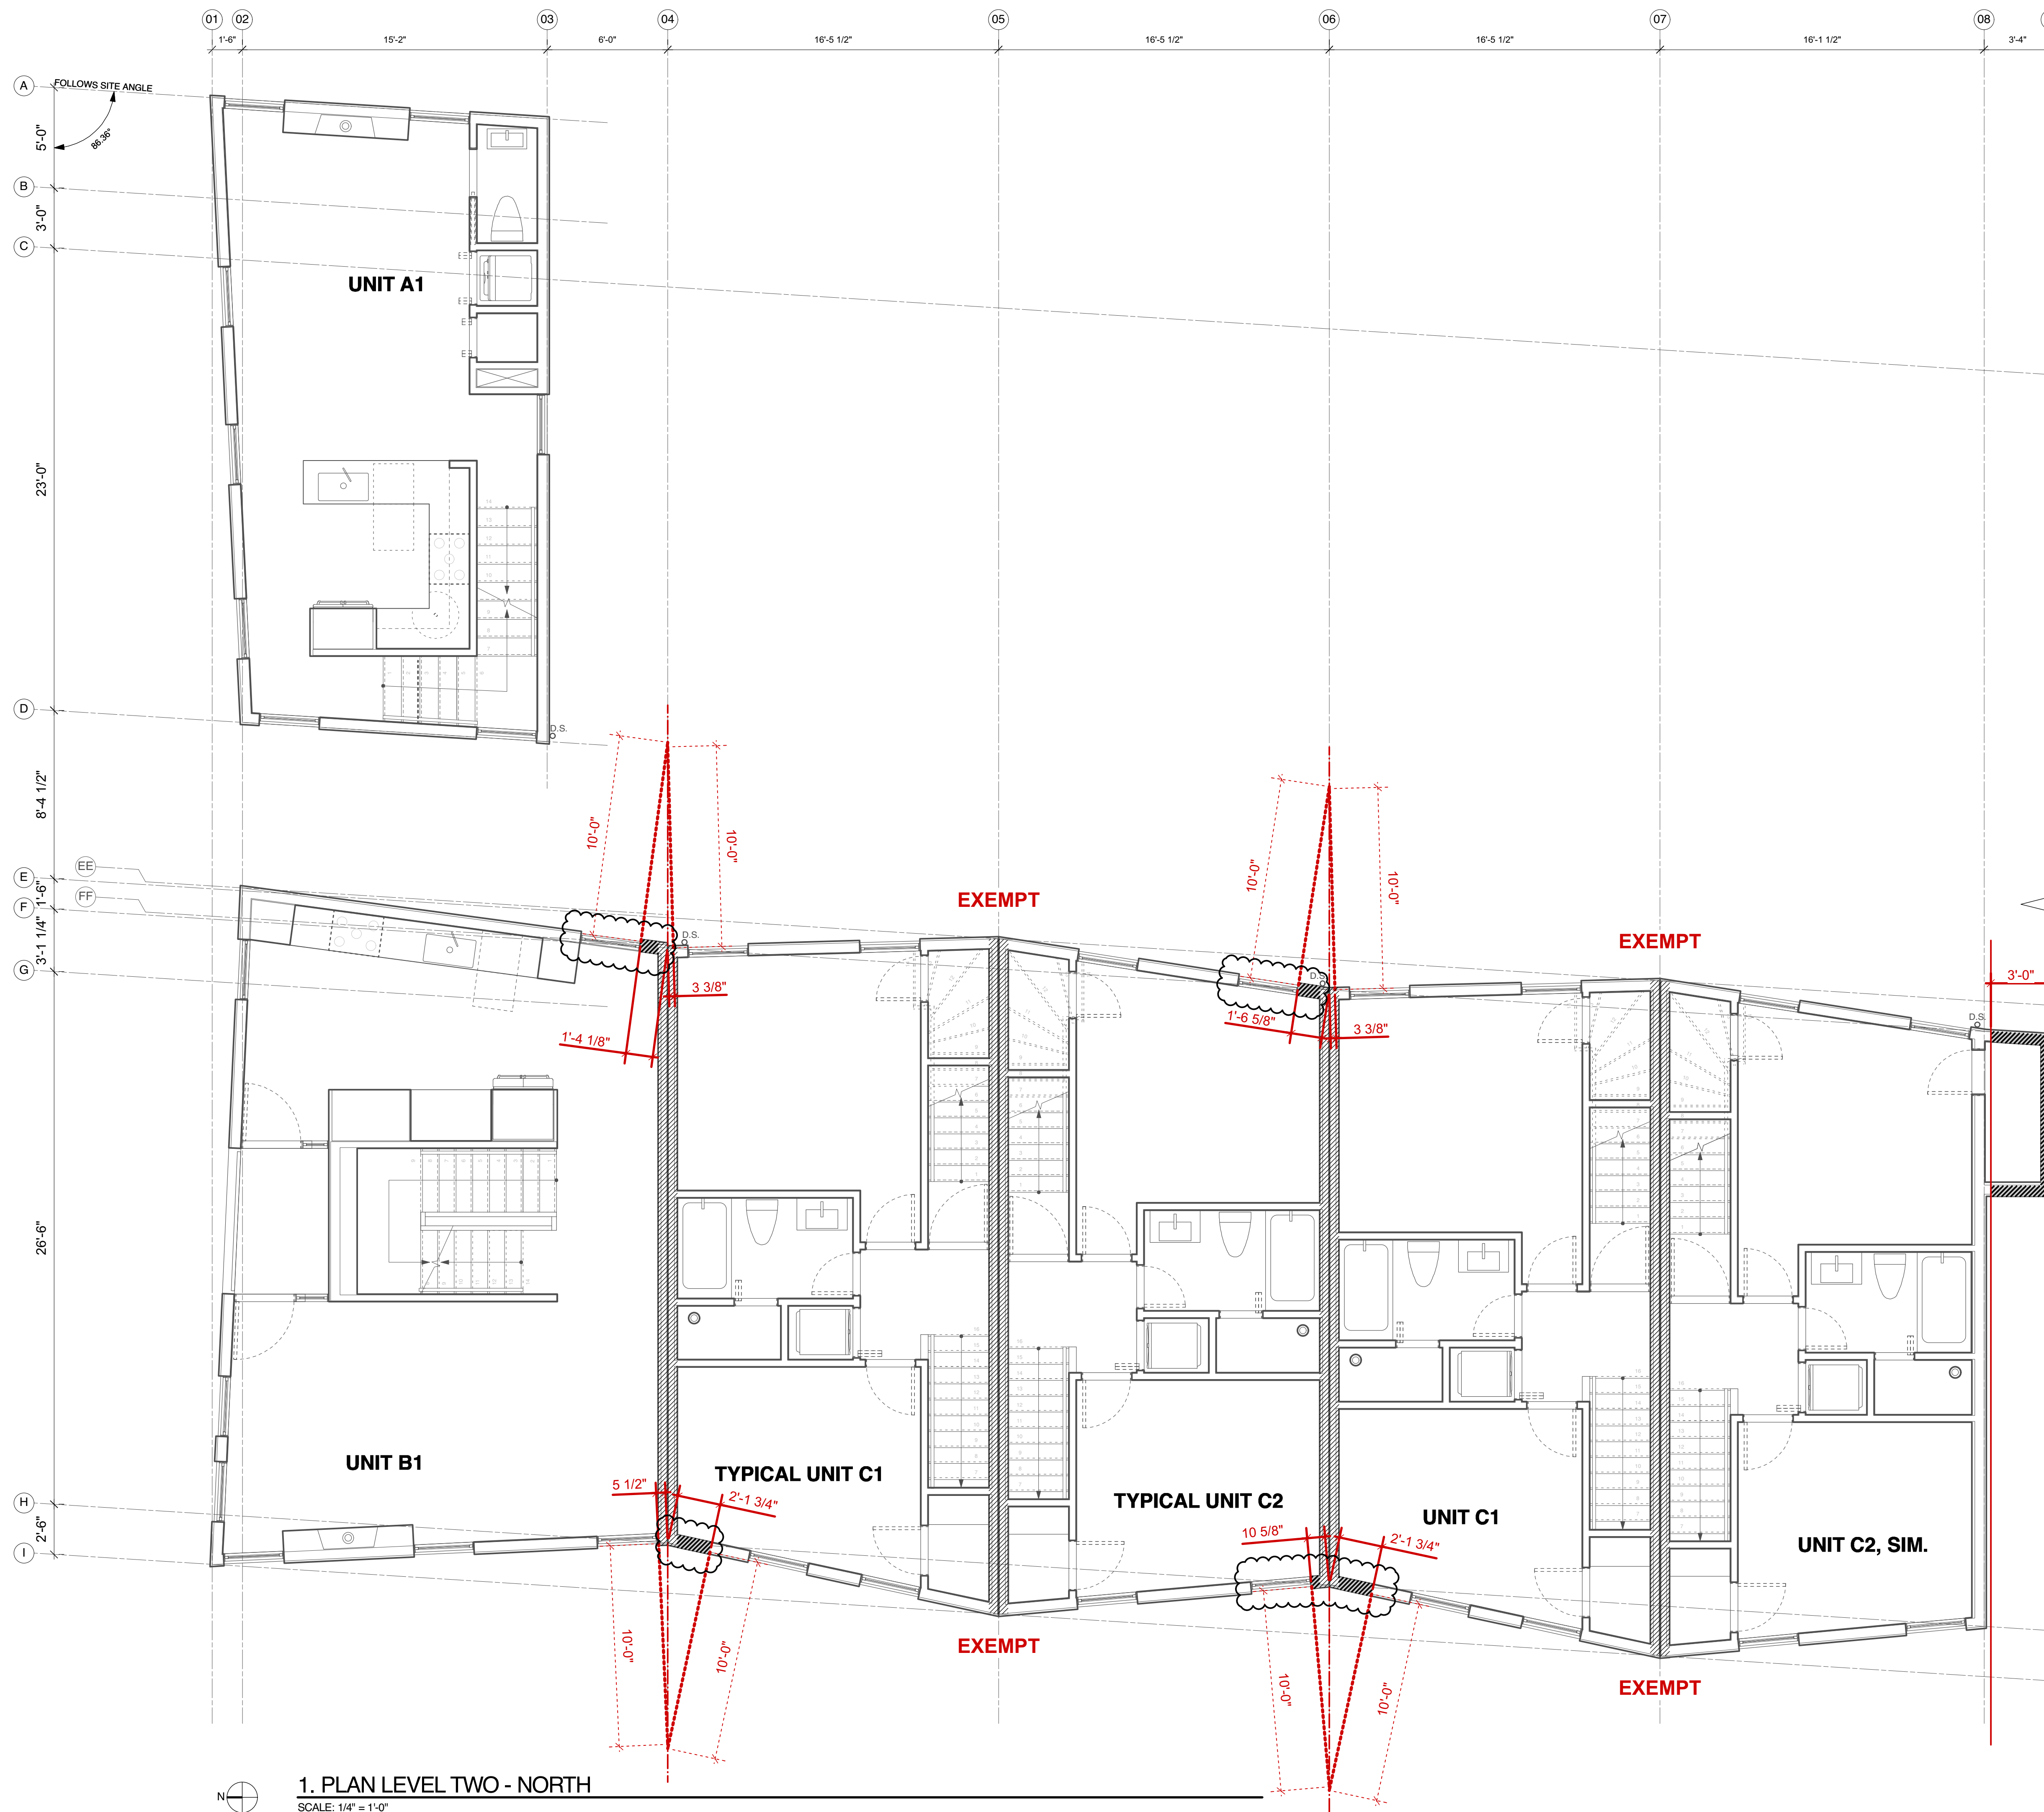 01 02 03 04 05 06 07 08
1'-6" 15'-2" 6'-0" 16'-5 1/2" 16'-5 1/2" 16'-5 1/2" 16'-1 1/2" 3'-4"
A
FOLLOWS SITE ANGLE
86.36°
5'-0"
B
3'-0"
C
UNIT A1
23'-0"
D
D.S.
8'-4 1/2"
10'-0"
10'-0"
10'-0"
10'-0"
EE
E
1'-6"
FF
F
3'-1 1/4"
G
EXEMPT
EXEMPT
D.S.
D.S.
D.S.
3'-0"
3 3/8"
1'-4 1/8"
1'-6 5/8"
3 3/8"
26'-6"
UNIT B1
TYPICAL UNIT C1
TYPICAL UNIT C2
UNIT C1
UNIT C2, SIM.
5 1/2"
2'-1 3/4"
10 5/8"
2'-1 3/4"
H
2'-6"
I
EXEMPT
EXEMPT
10'-0"
10'-0"
10'-0"
10'-0"
N
1. PLAN LEVEL TWO - NORTH
SCALE: 1/4" = 1'-0"